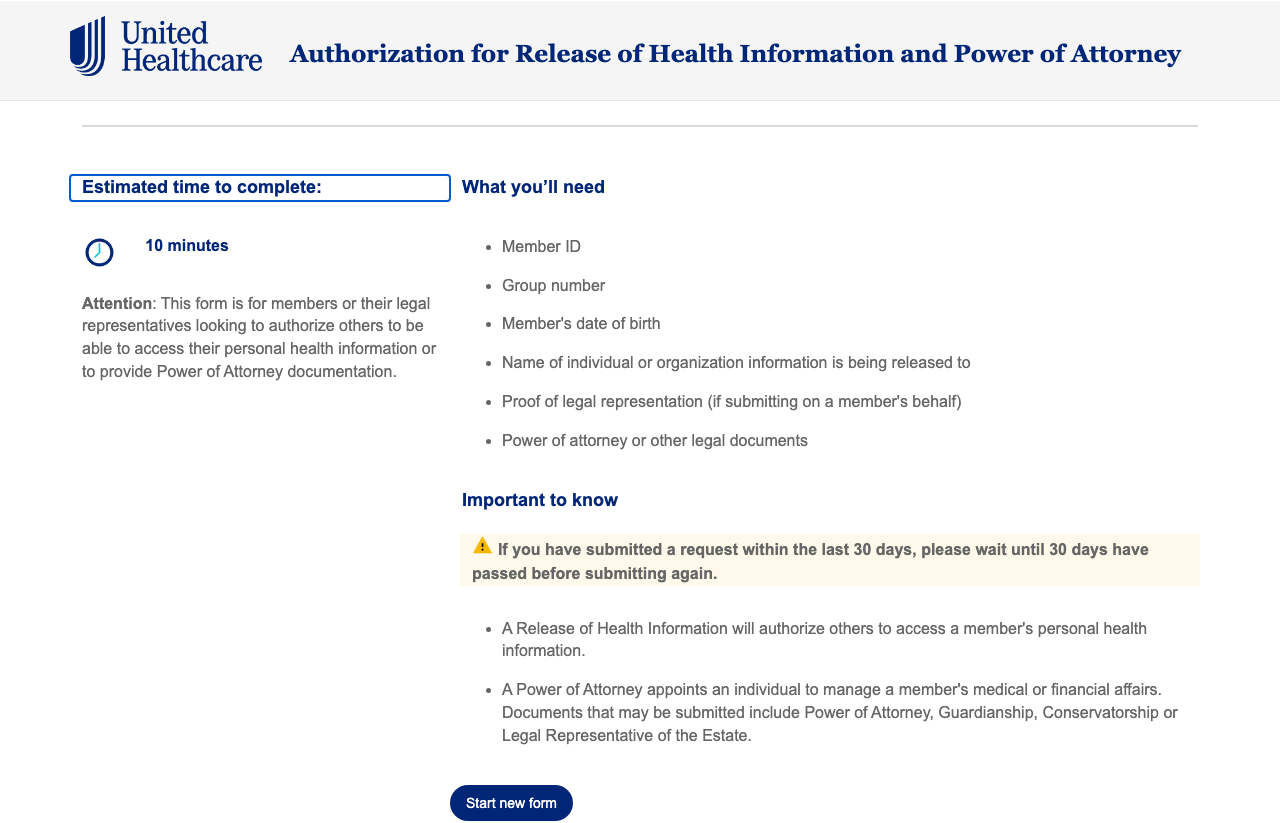 United
Healthcare
Authorization for Release of Health Information and Power of Attorney
Estimated time to complete:
10 minutes
Attention: This form is for members or their legal
representatives looking to authorize others to be
able to access their personal health information or
to provide Power of Attorney documentation.
What you’ll need
• Member ID
• Group number
• Member's date of birth
• Name of individual or organization information is being released to
• Proof of legal representation (if submitting on a member's behalf)
• Power of attorney or other legal documents
Important to know
If you have submitted a request within the last 30 days, please wait until 30 days have
passed before submitting again.
• A Release of Health Information will authorize others to access a member's personal health
information.
• A Power of Attorney appoints an individual to manage a member's medical or financial affairs.
Documents that may be submitted include Power of Attorney, Guardianship, Conservatorship or
Legal Representative of the Estate.
Start new form